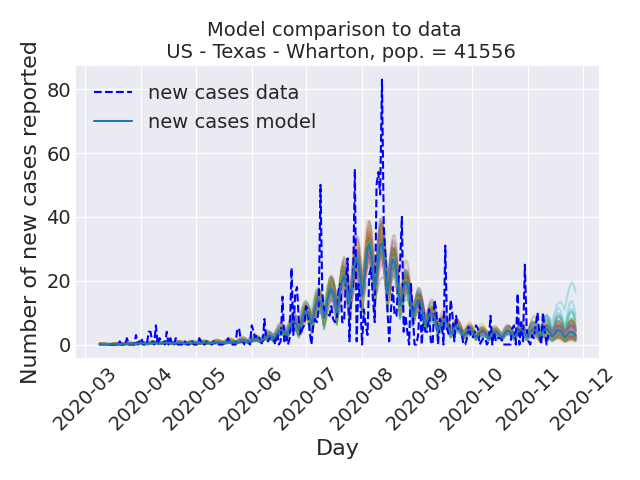 Model comparison to data
US - Texas - Wharton, pop. = 41556
Number of new cases reported
80
60
40
20
0
new cases data
new cases model
2020-03
2020-04
2020-05
2020-06
2020-07
2020-08
2020-09
2020-10
2020-11
2020-12
Day